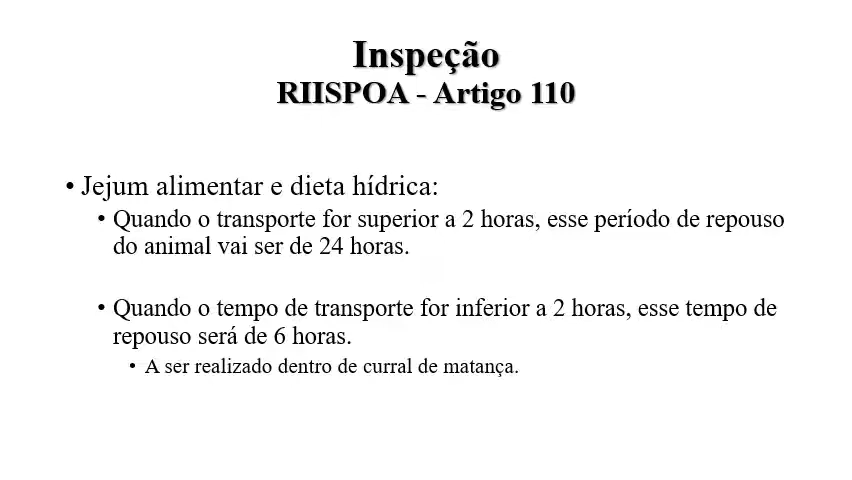 Inspeção
RIISPOA - Artigo 110
• Jejum alimentar e dieta hídrica:
• Quando o transporte for superior a 2 horas, esse período de repouso
do animal vai ser de 24 horas.
• Quando o tempo de transporte for inferior a 2 horas, esse tempo de
repouso será de 6 horas.
• A ser realizado dentro de curral de matança.